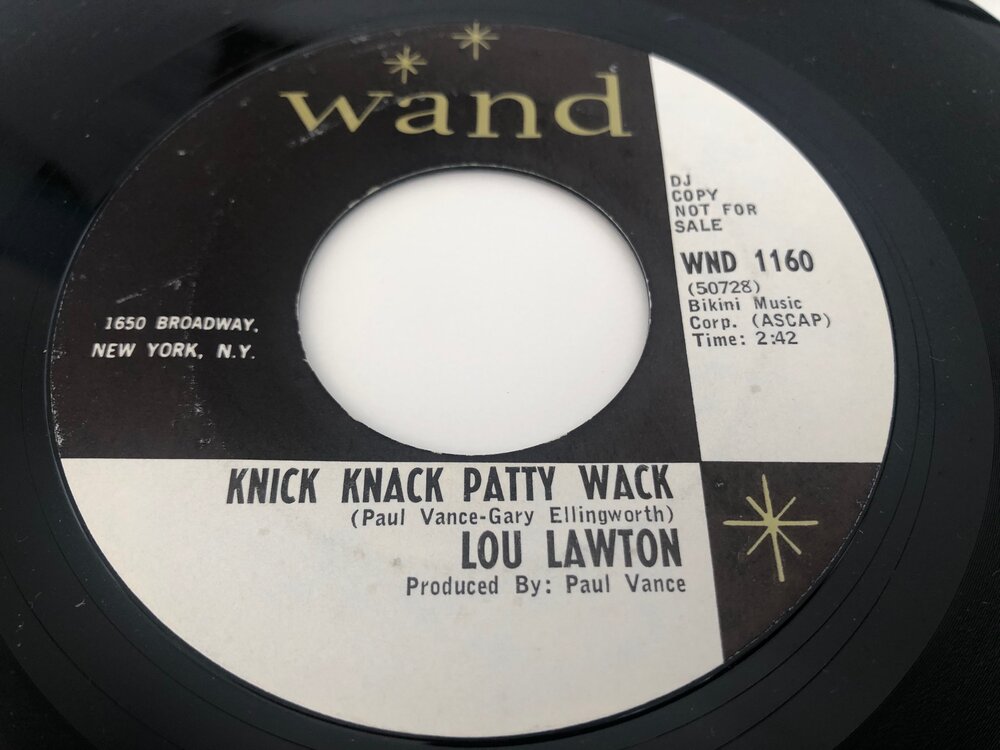 wand
DJ
COPY
NOT FOR
SALE
WND 1160
(50728)
Bikini Music
Corp. (ASCAP)
Time: 2:42
1650 BROADWAY.
NEW YORK, N.Y.
KNICK KNACK PATTY WACK
(Paul Vance-Gary Ellingworth)
LOU LAWTON
Produced By: Paul Vance